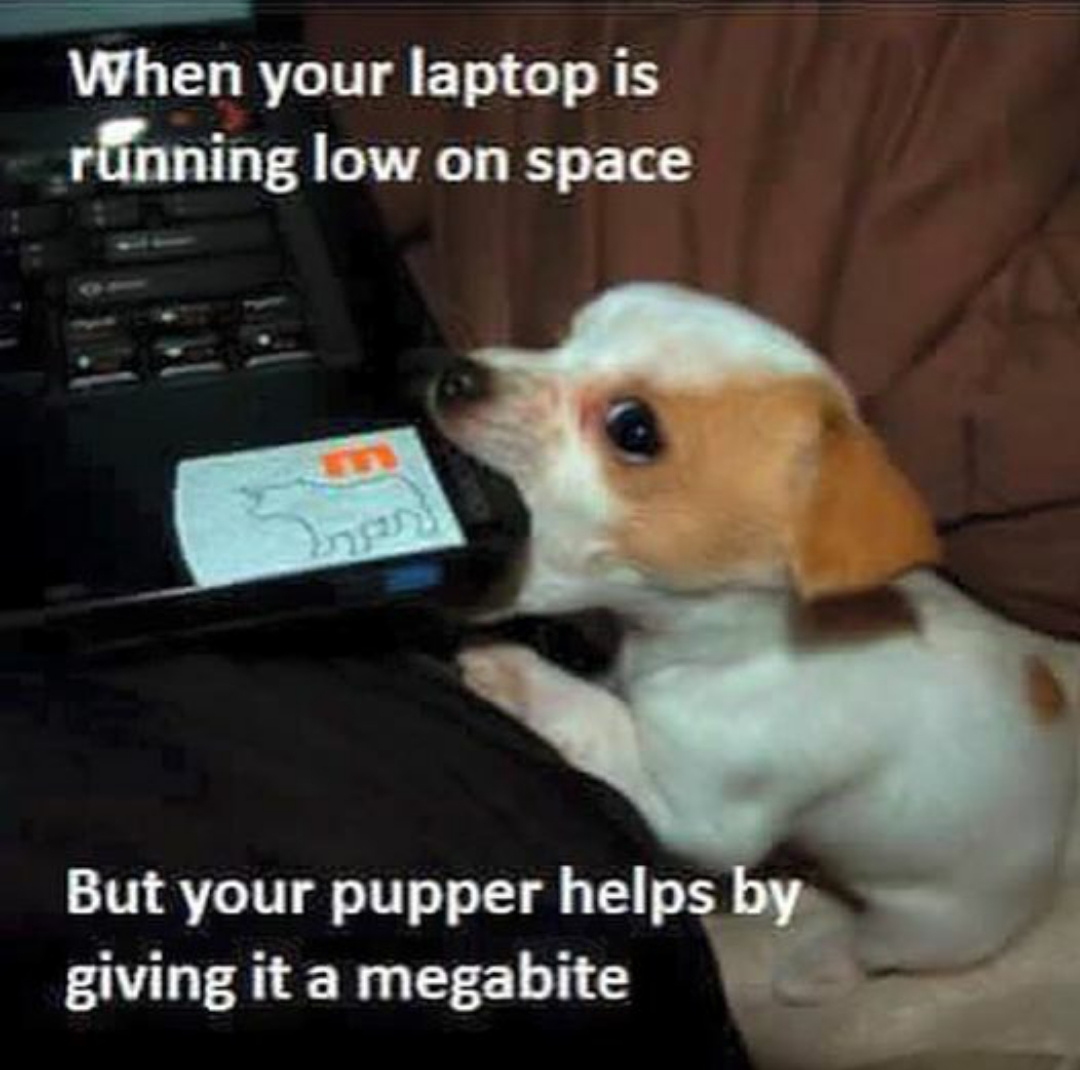 When your laptop is
running low on space
m
But your pupper helps by
giving it a megabite